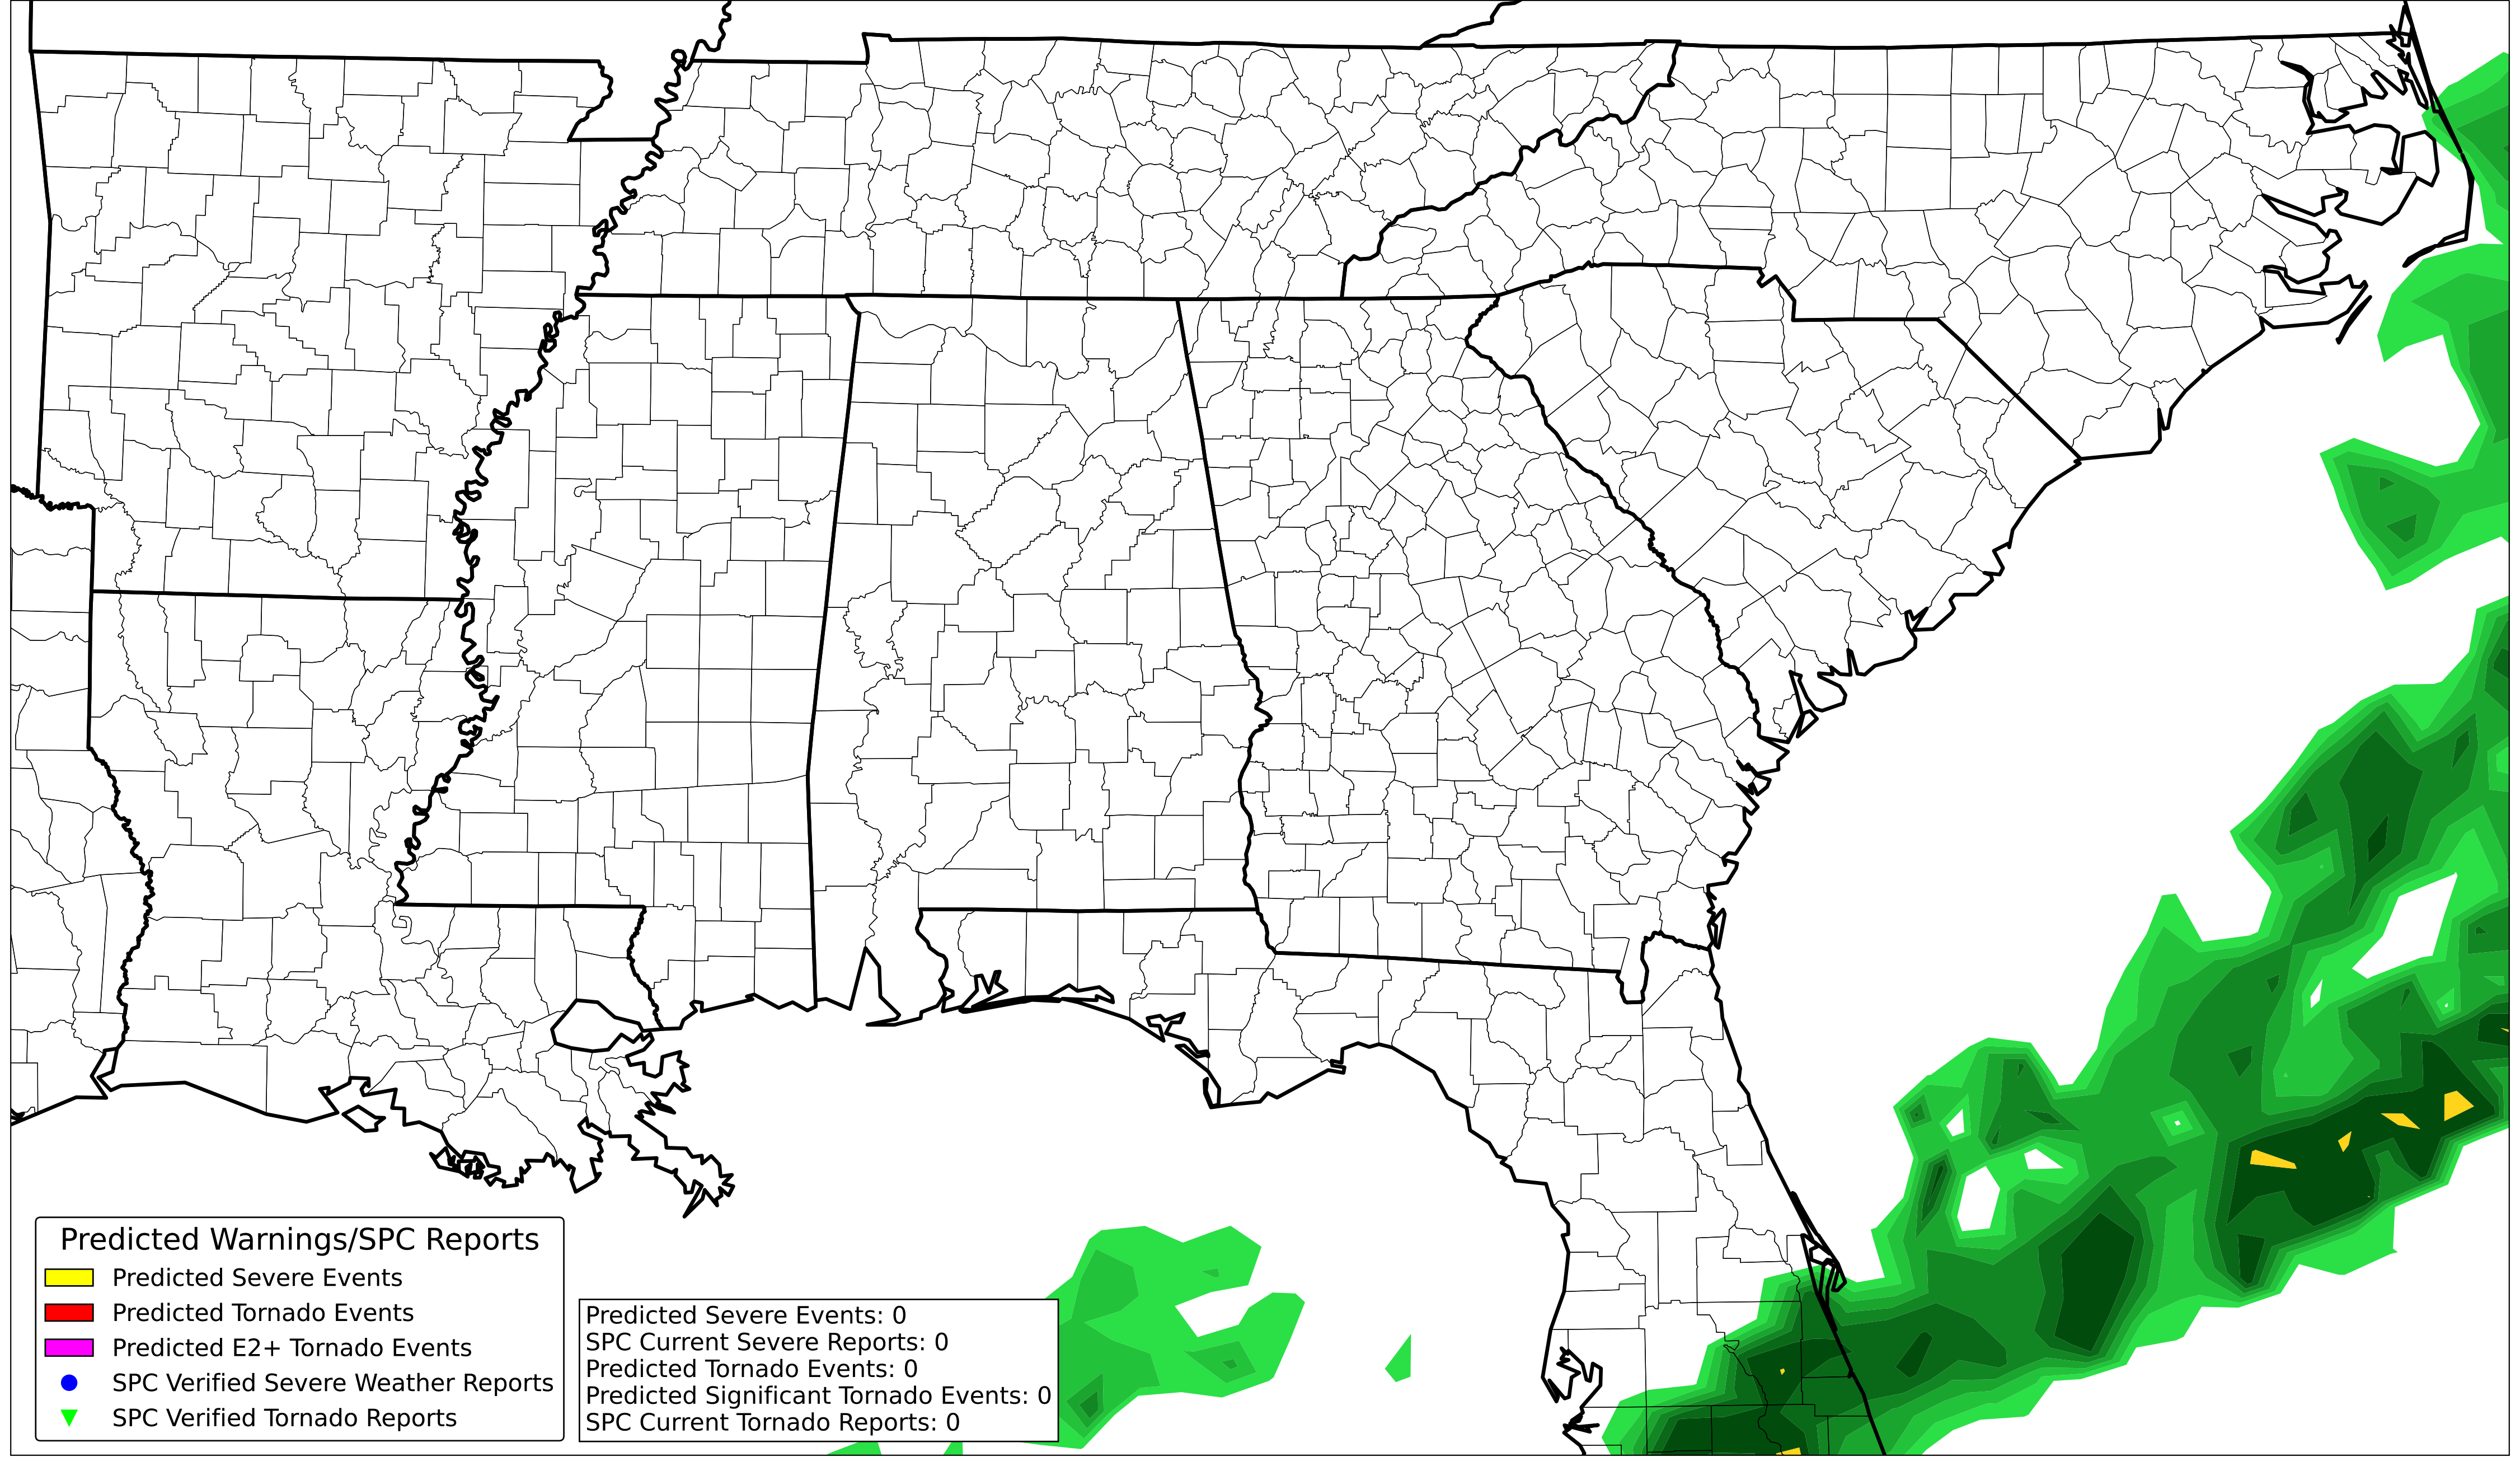 Predicted Warnings/SPC Reports
Predicted Severe Events
Predicted Tornado Events
Predicted E2+ Tornado Events
SPC Verified Severe Weather Reports
SPC Verified Tornado Reports
Predicted Severe Events: 0
SPC Current Severe Reports: 0
Predicted Tornado Events: 0
Predicted Significant Tornado Events: 0
SPC Current Tornado Reports: 0